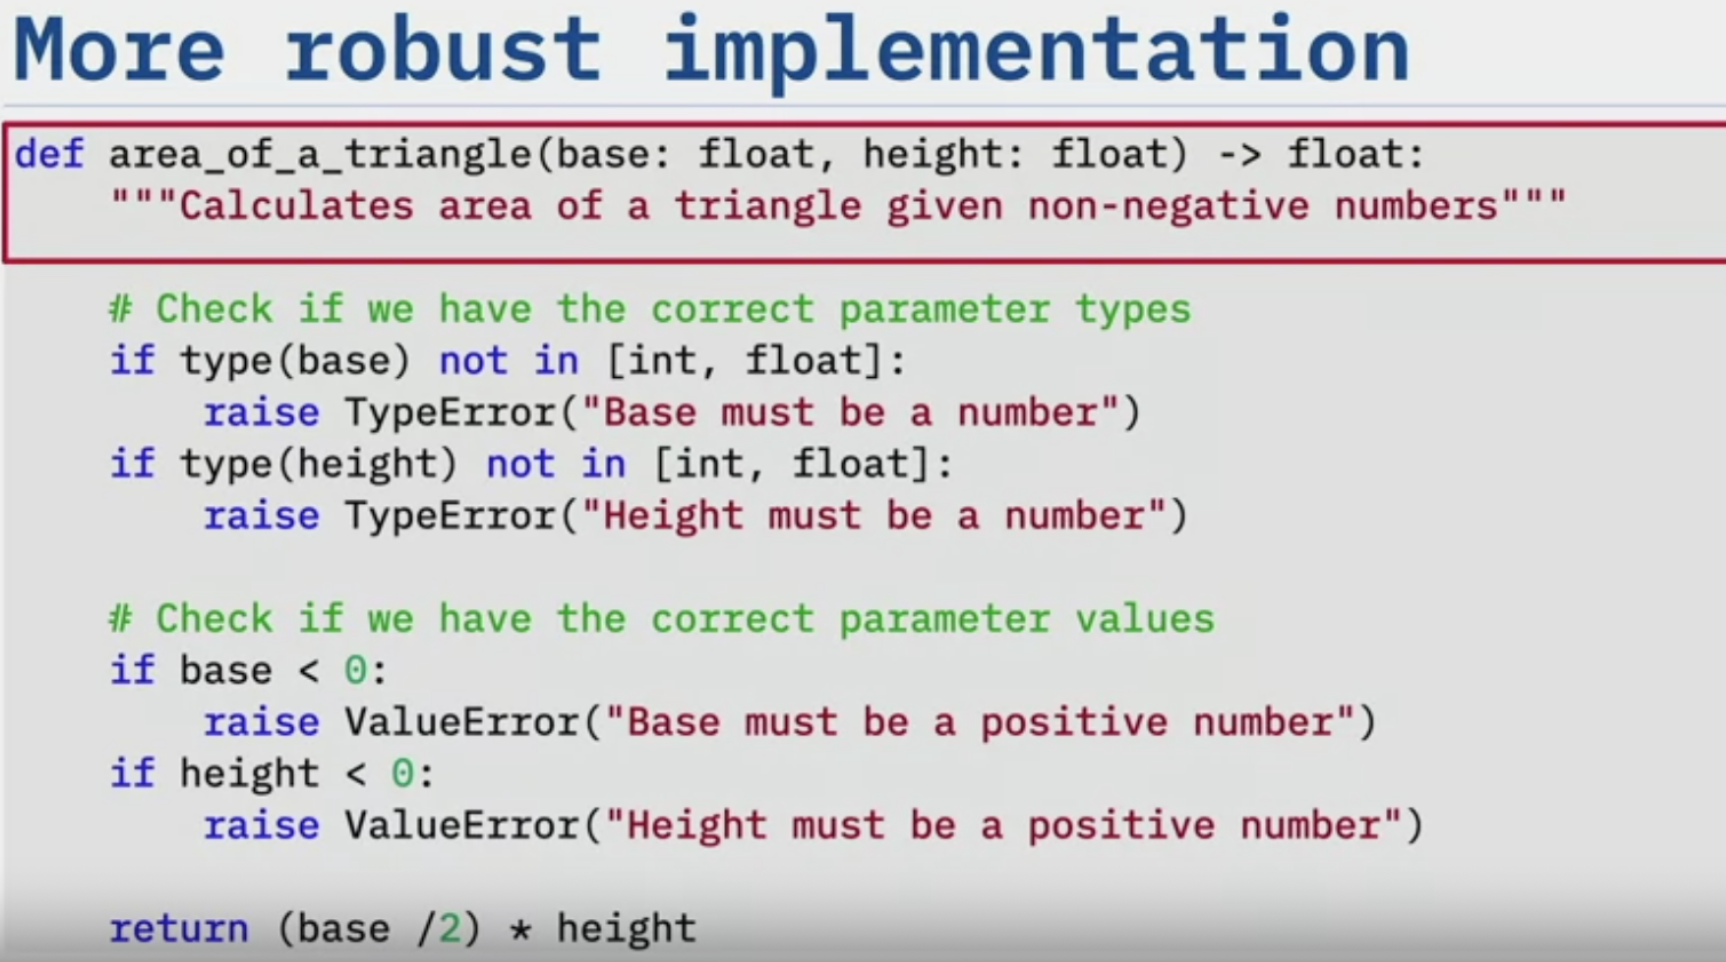 More robust implementation
def area_of_a_triangle(base: float, height: float) -> float:
    """Calculates area of a triangle given non-negative numbers"""
    # Check if we have the correct parameter types
    if type(base) not in [int, float]:
        raise TypeError("Base must be a number")
    if type(height) not in [int, float]:
        raise TypeError("Height must be a number")
    # Check if we have the correct parameter values
    if base < 0:
        raise ValueError("Base must be a positive number")
    if height < 0:
        raise ValueError("Height must be a positive number")
    return (base /2) * height